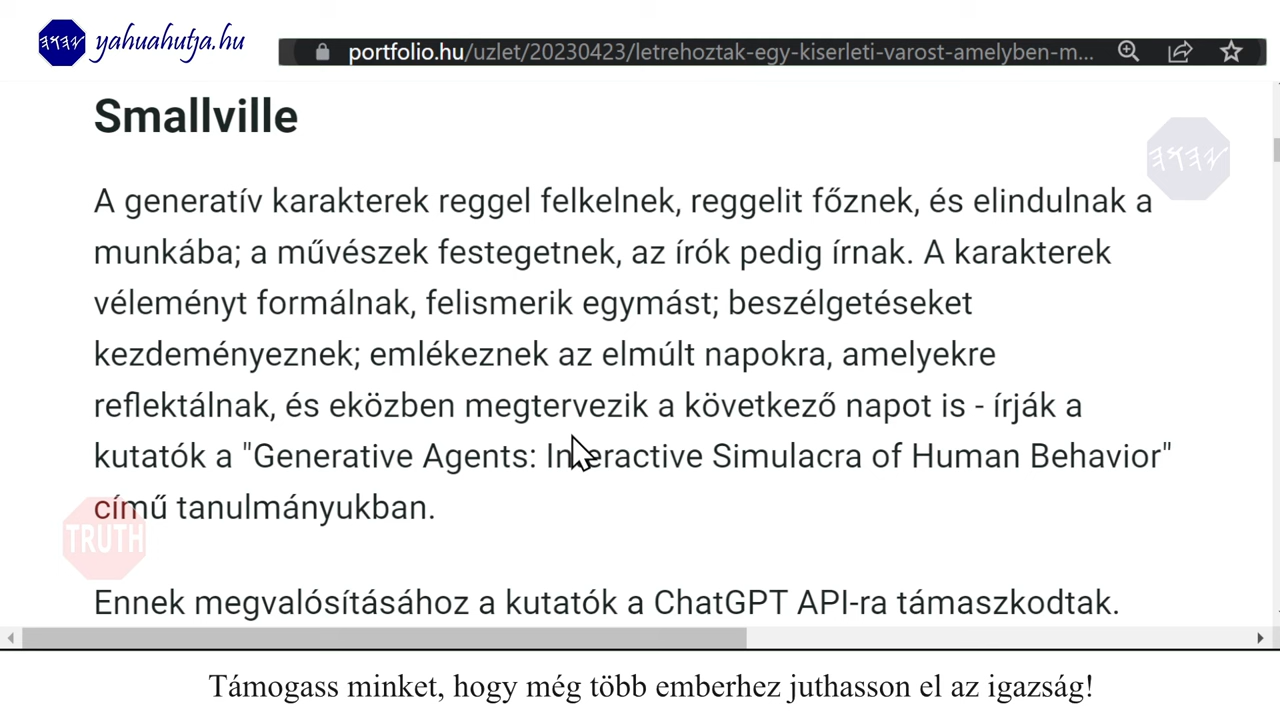 yahuahutja.hu
portfolio.hu/uzlet/20230423/letrehoztak-egy-kiserleti-varost-amelyben-m...
Smallville
A generatív karakterek reggel felkelnek, reggelit főznek, és elindulnak a
munkába; a művészek festegetnek, az írók pedig írnak. A karakterek
véleményt formálnak, felismerik egymást; beszélgetéseket
kezdeményeznek; emlékeznek az elmúlt napokra, amelyekre
reflektálnak, és eközben megtervezik a következő napot is - írják a
kutatók a "Generative Agents: Interactive Simulacra of Human Behavior"
című tanulmányukban.
TRUTH
Ennek megvalósításához a kutatók a ChatGPT API-ra támaszkodtak.
Támogass minket, hogy még több emberhez juthasson el az igazság!